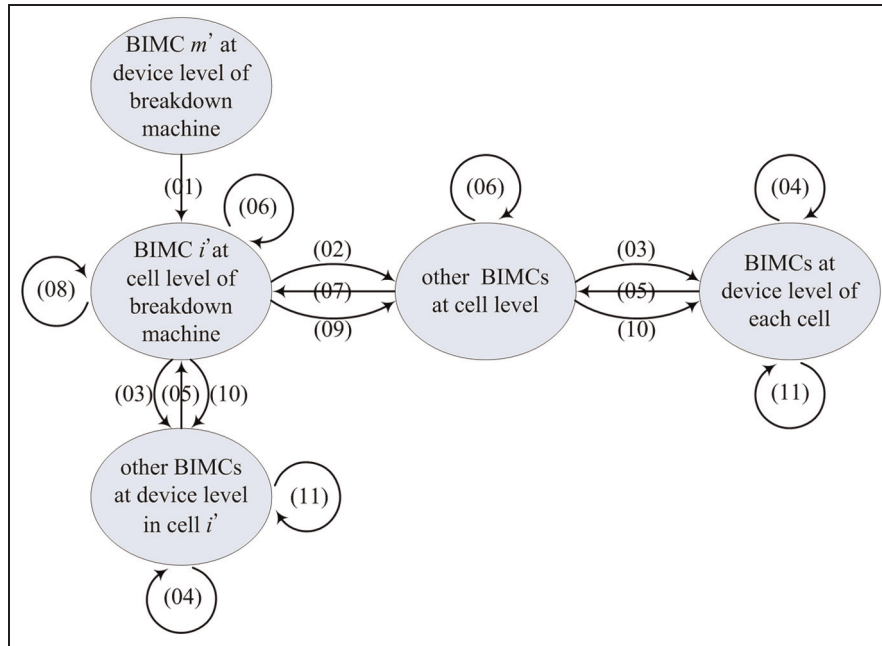 BIMC m' at
device level of
breakdown
machine
(01)
(06)
(06)
(04)
BIMC i' at
cell level of
breakdown
machine
(08)
(02)
(07)
(09)
other BIMCs
at cell level
(03)
(05)
(10)
BIMCs at
device level of
each cell
(11)
(03) (05) (10)
other BIMCs
at device level
in cell i'
(11)
(04)